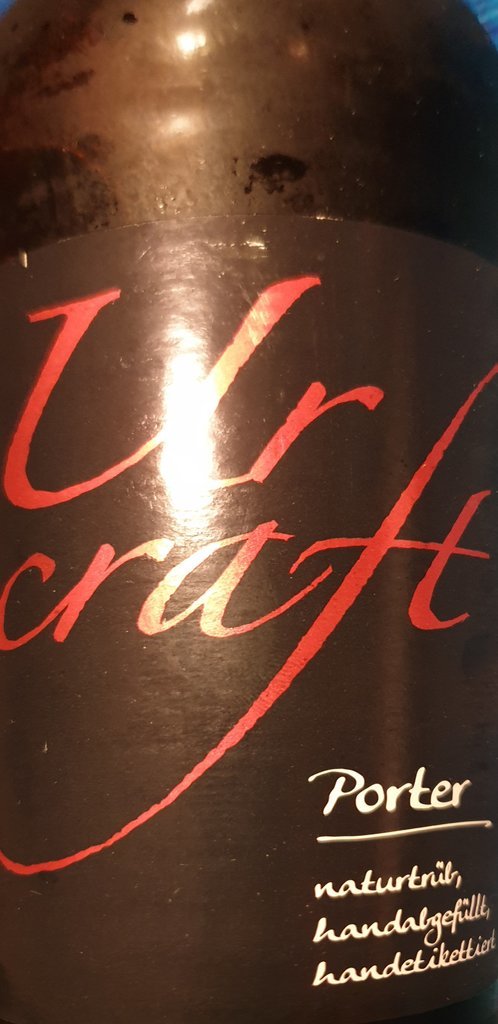 Ur
craft
Porter
naturtrüb,
handabgefüllt,
handetikettiert